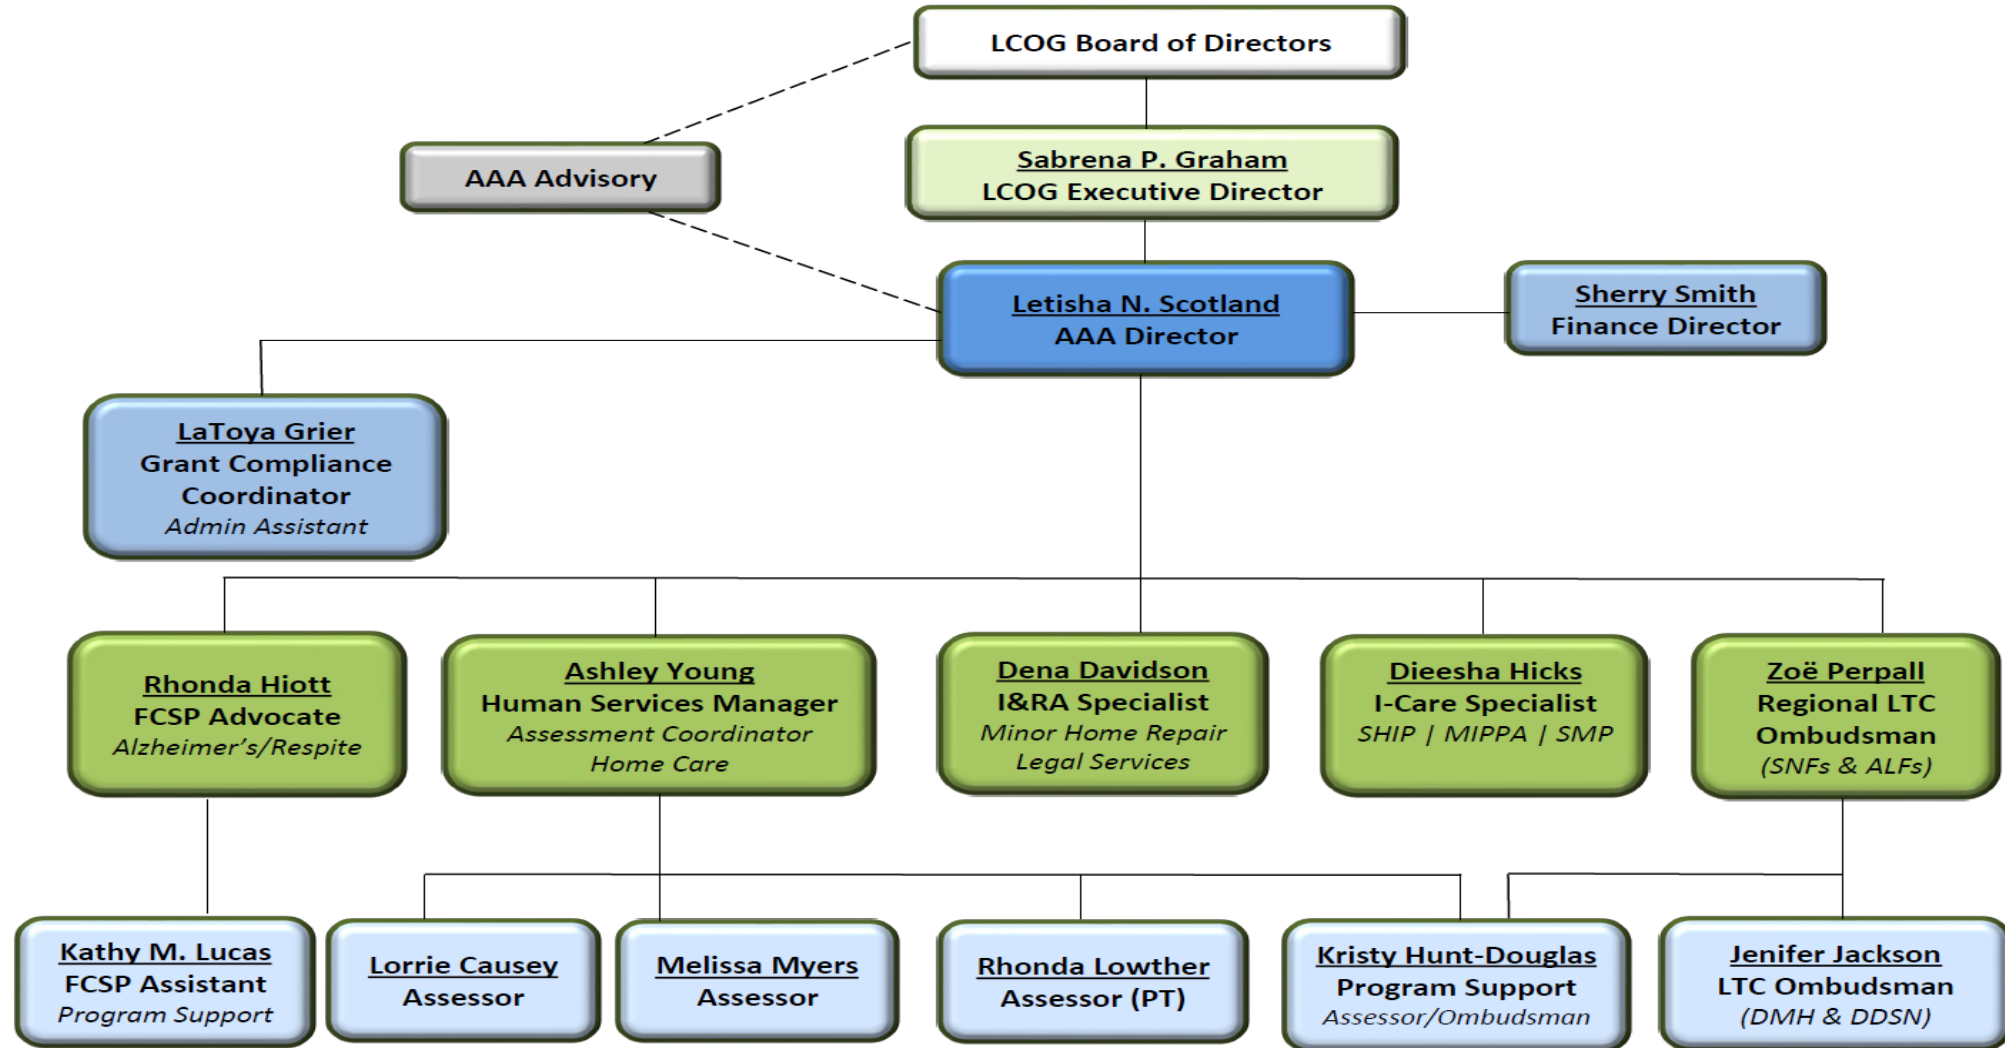 LCOG Board of Directors
AAA Advisory
Sabrena P. Graham
LCOG Executive Director
Letisha N. Scotland
AAA Director
Sherry Smith
Finance Director
LaToya Grier
Grant Compliance
Coordinator
Admin Assistant
Rhonda Hiott
FCSP Advocate
Alzheimer's/Respite
Ashley Young
Human Services Manager
Assessment Coordinator
Home Care
Dena Davidson
I&RA Specialist
Minor Home Repair
Legal Services
Dieesha Hicks
I-Care Specialist
SHIP | MIPPA | SMP
Zoë Perpall
Regional LTC
Ombudsman
(SNFs & ALFs)
Kathy M. Lucas
FCSP Assistant
Program Support
Lorrie Causey
Assessor
Melissa Myers
Assessor
Rhonda Lowther
Assessor (PT)
Kristy Hunt-Douglas
Program Support
Assessor/Ombudsman
Jenifer Jackson
LTC Ombudsman
(DMH & DDSN)